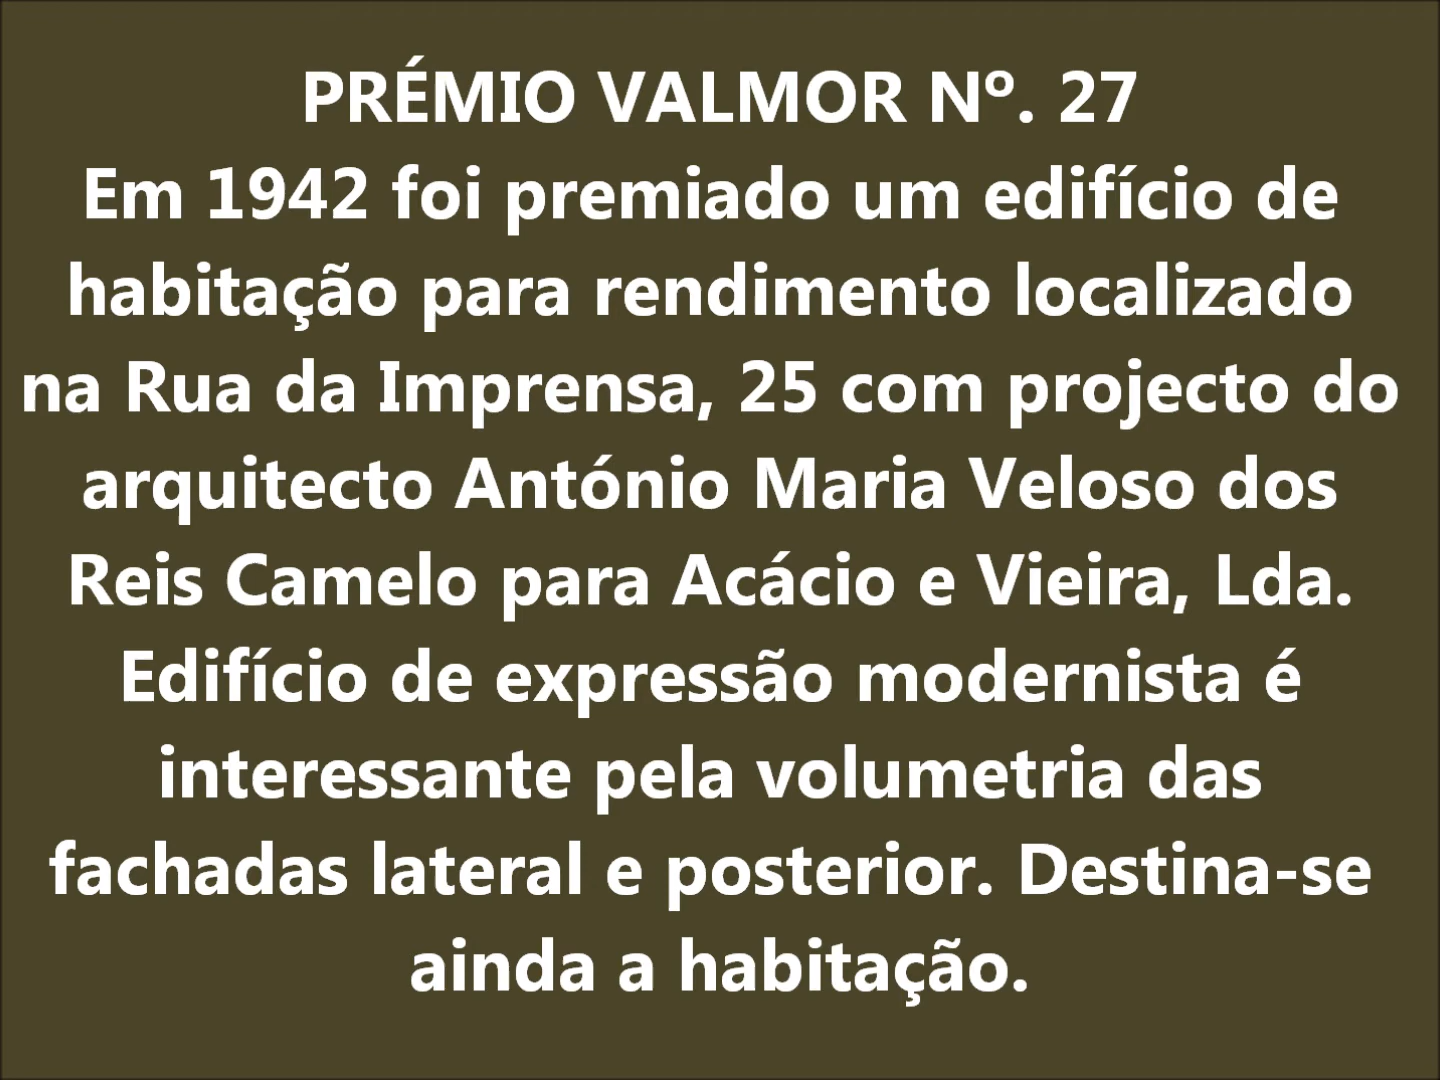 PRÉMIO VALMOR Nº. 27
Em 1942 foi premiado um edifício de
habitação para rendimento localizado
na Rua da Imprensa, 25 com projecto do
arquitecto António Maria Veloso dos
Reis Camelo para Acácio e Vieira, Lda.
Edifício de expressão modernista é
interessante pela volumetria das
fachadas lateral e posterior. Destina-se
ainda a habitação.